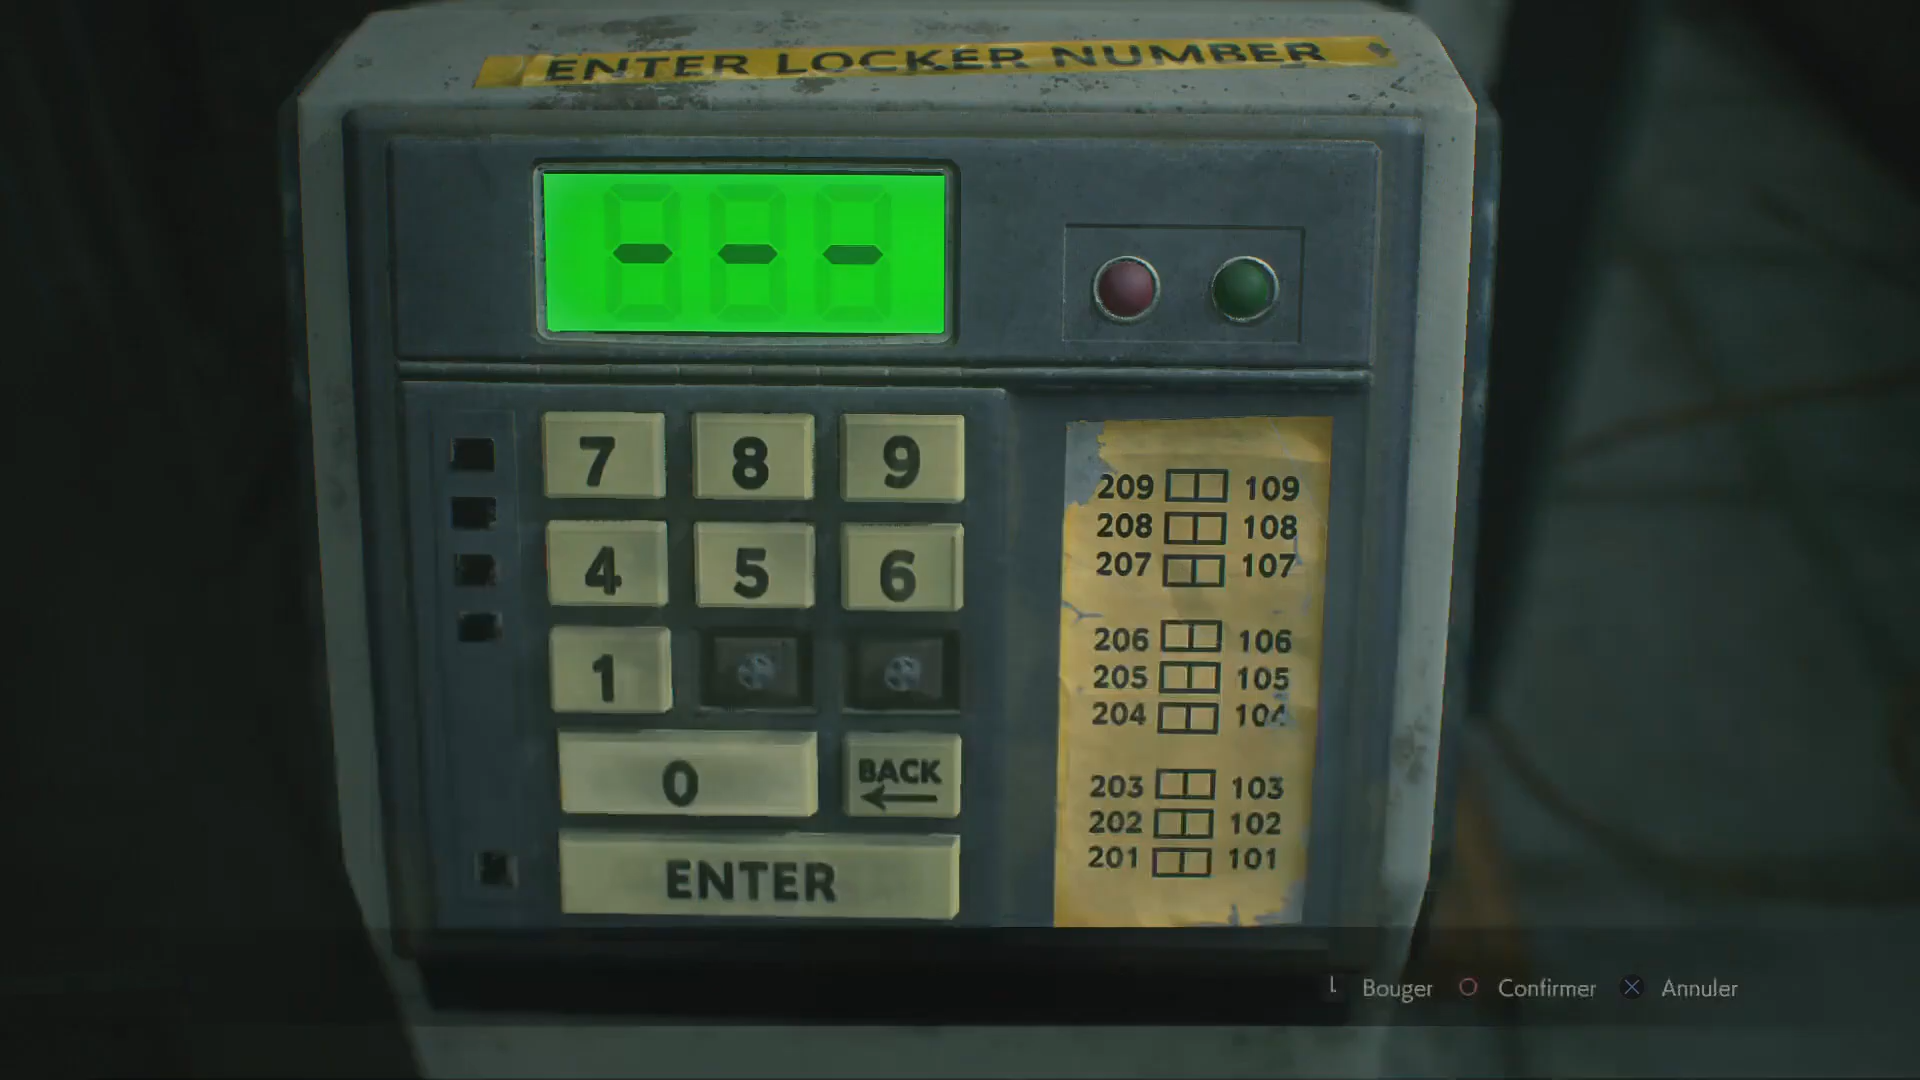 ENTER LOCKER NUMBER
7 8 9
4 5 6
1
0 BACK
ENTER
209 109
208 108
207 107
206 106
205 105
204 104
203 103
202 102
201 101
L Bouger Confirmer Annuler